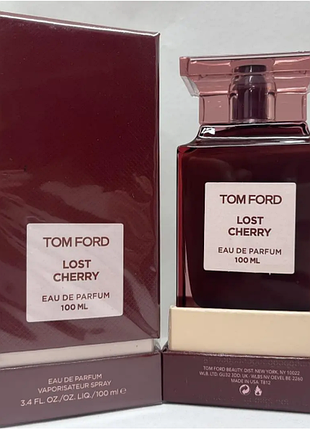 TOM FORD
LOST
CHERRY
EAU DE PARFUM
100 ML
EAU DE PARFUM
VAPORISATEUR SPRAY
3.4 FL.OZ./OZ. LIQ./100 ml ℮
TOM FORD
LOST
CHERRY
EAU DE PARFUM
100 ML
TOM FORD BEAUTY, DIST. NEW YORK, NY 10022
MADE IN USA